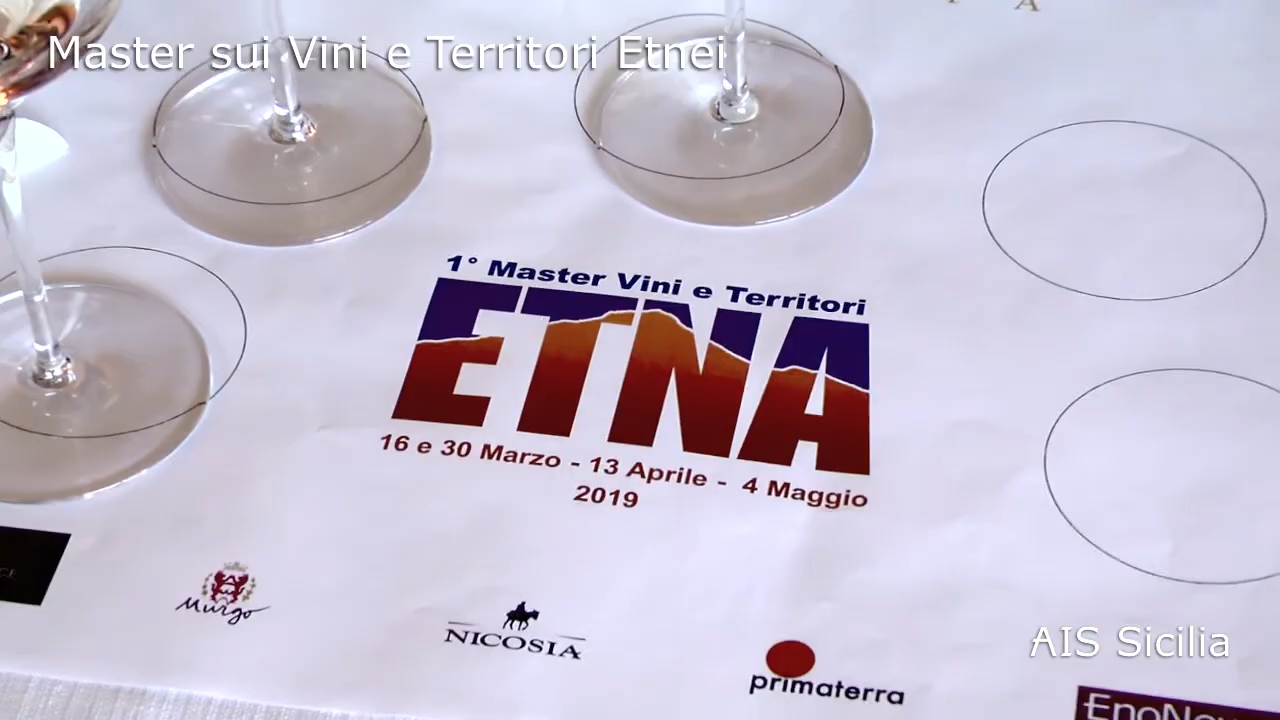 Master sui Vini e Territori Etnei
1° Master Vini e Territori
ETNA
16 e 30 Marzo - 13 Aprile - 4 Maggio
2019
Murgo
NICOSIA
primaterra
AIS Sicilia